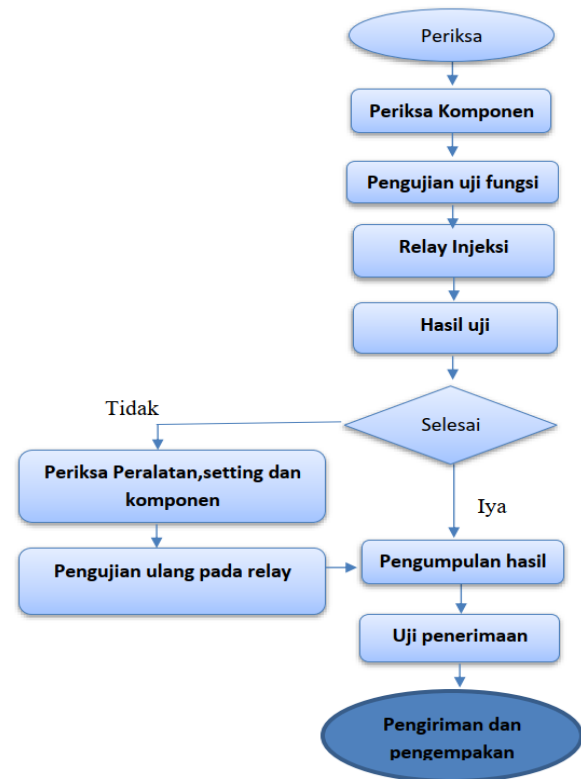 Periksa
Periksa Komponen
Pengujian uji fungsi
Relay Injeksi
Hasil uji
Selesai
Tidak
Periksa Peralatan,setting dan
komponen
Pengujian ulang pada relay
Iya
Pengumpulan hasil
Uji penerimaan
Pengiriman dan
pengempakan